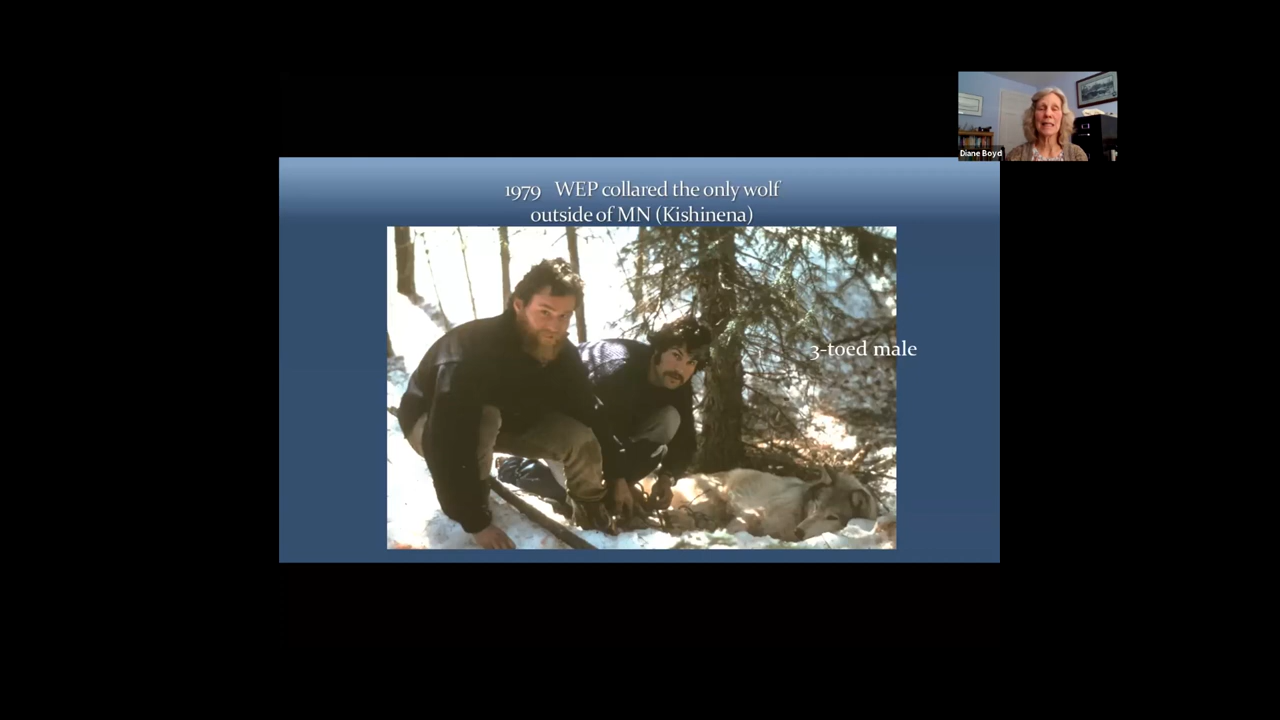 Diane Boyd
1979 WEP collared the only wolf
outside of MN (Kishinena)
3-toed male